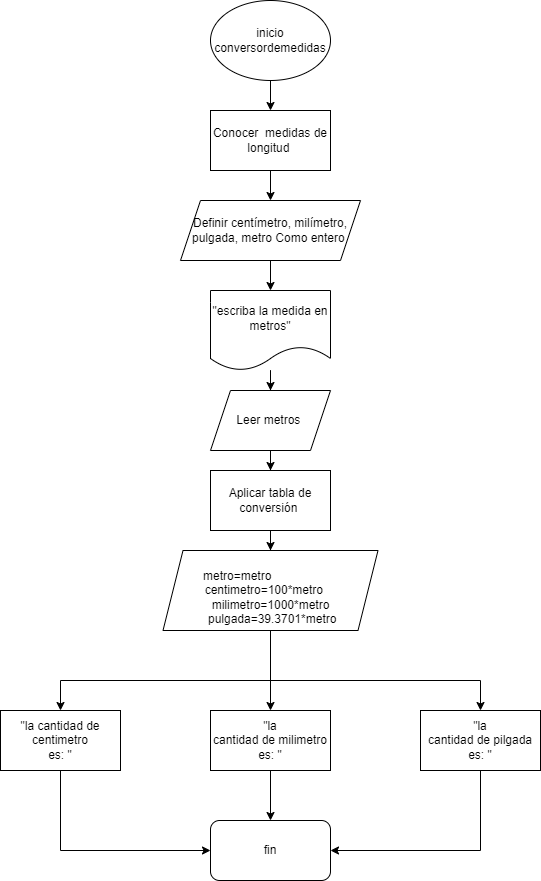 inicio
conversordemedidas
Conocer medidas de
longitud
Definir centímetro, milímetro,
pulgada, metro Como entero
"escriba la medida en
metros"
Leer metros
Aplicar tabla de
conversión
metro=metro
centimetro=100*metro
milimetro=1000*metro
pulgada=39.3701*metro
"la cantidad de
centimetro
es: "
"la
cantidad de milimetro
es: "
"la
cantidad de pilgada
es: "
fin